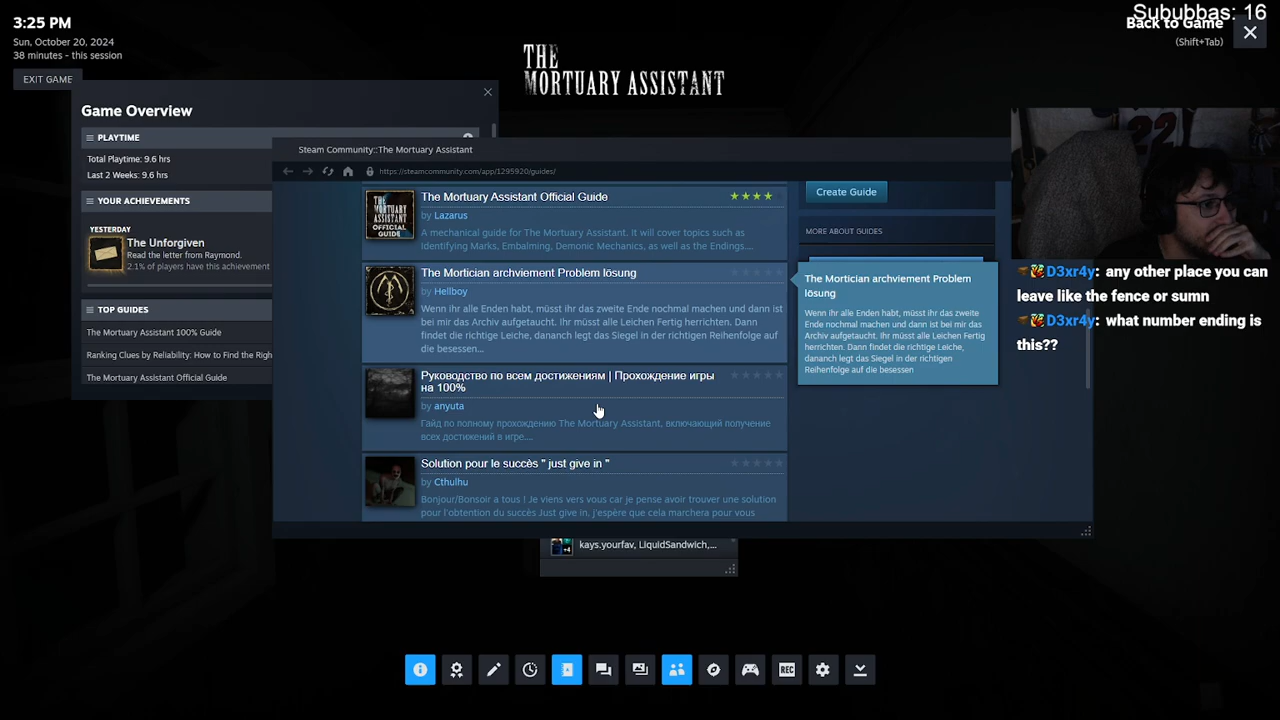 3:25 PM
Sun, October 20, 2024
38 minutes - this session
EXIT GAME
THE
MORTUARY ASSISTANT
Sububbas: 16
Back to Game
(Shift+Tab)
Game Overview
PLAYTIME
Total Playtime: 9.6 hrs
Last 2 Weeks: 9.6 hrs
YOUR ACHIEVEMENTS
YESTERDAY
The Unforgiven
Read the letter from Raymond.
2.1% of players have this achievement
TOP GUIDES
The Mortuary Assistant 100% Guide
Ranking Clues by Reliability: How to Find the Righ
The Mortuary Assistant Official Guide
Steam Community::The Mortuary Assistant
https://steamcommunity.com/app/1295920/guides/
THE MORTUARY ASSISTANT
OFFICIAL GUIDE
The Mortuary Assistant Official Guide
by Lazarus
A mechanical guide for The Mortuary Assistant. It will cover topics such as
Identifying Marks, Embalming, Demonic Mechanics, as well as the Endings....
The Mortician archviement Problem lösung
by Hellboy
Wenn ihr alle Enden habt, müsst ihr das zweite
Ende nochmal machen und dann ist bei mir das Archiv aufgetaucht. Ihr müsst alle Leichen Fertig herrichten. Dann
findet die richtige Leiche, dananch legt das Siegel in der richtigen Reihenfolge auf
die besessen...
Руководство по всем достижениям | Прохождение игры
на 100%
by anyuta
Гайд по полному прохождению The Mortuary Assistant, включающий получение
всех достижений в игре....
Solution pour le succès " just give in "
by Cthulhu
Bonjour/Bonsoir a tous ! Je viens vers vous car je pense avoir trouver une solution
pour l'obtention du succès Just give in. J'espère que cela marchera pour vous
Create Guide
MORE ABOUT GUIDES
The Mortician archviement Problem
lösung
Wenn ihr alle Enden habt, müsst ihr das zweite
Ende nochmal machen und dann ist bei mir das
Archiv aufgetaucht. Ihr müsst alle Leichen Fertig
herrichten. Dann findet die richtige Leiche,
dananch legt das Siegel in der richtigen
Reihenfolge auf die besessen
22
D3xr4y: any other place you can
leave like the fence or sumn
D3xr4y: what number ending is
this??
+4
kays.yourfav, LiquidSandwich,...
REC